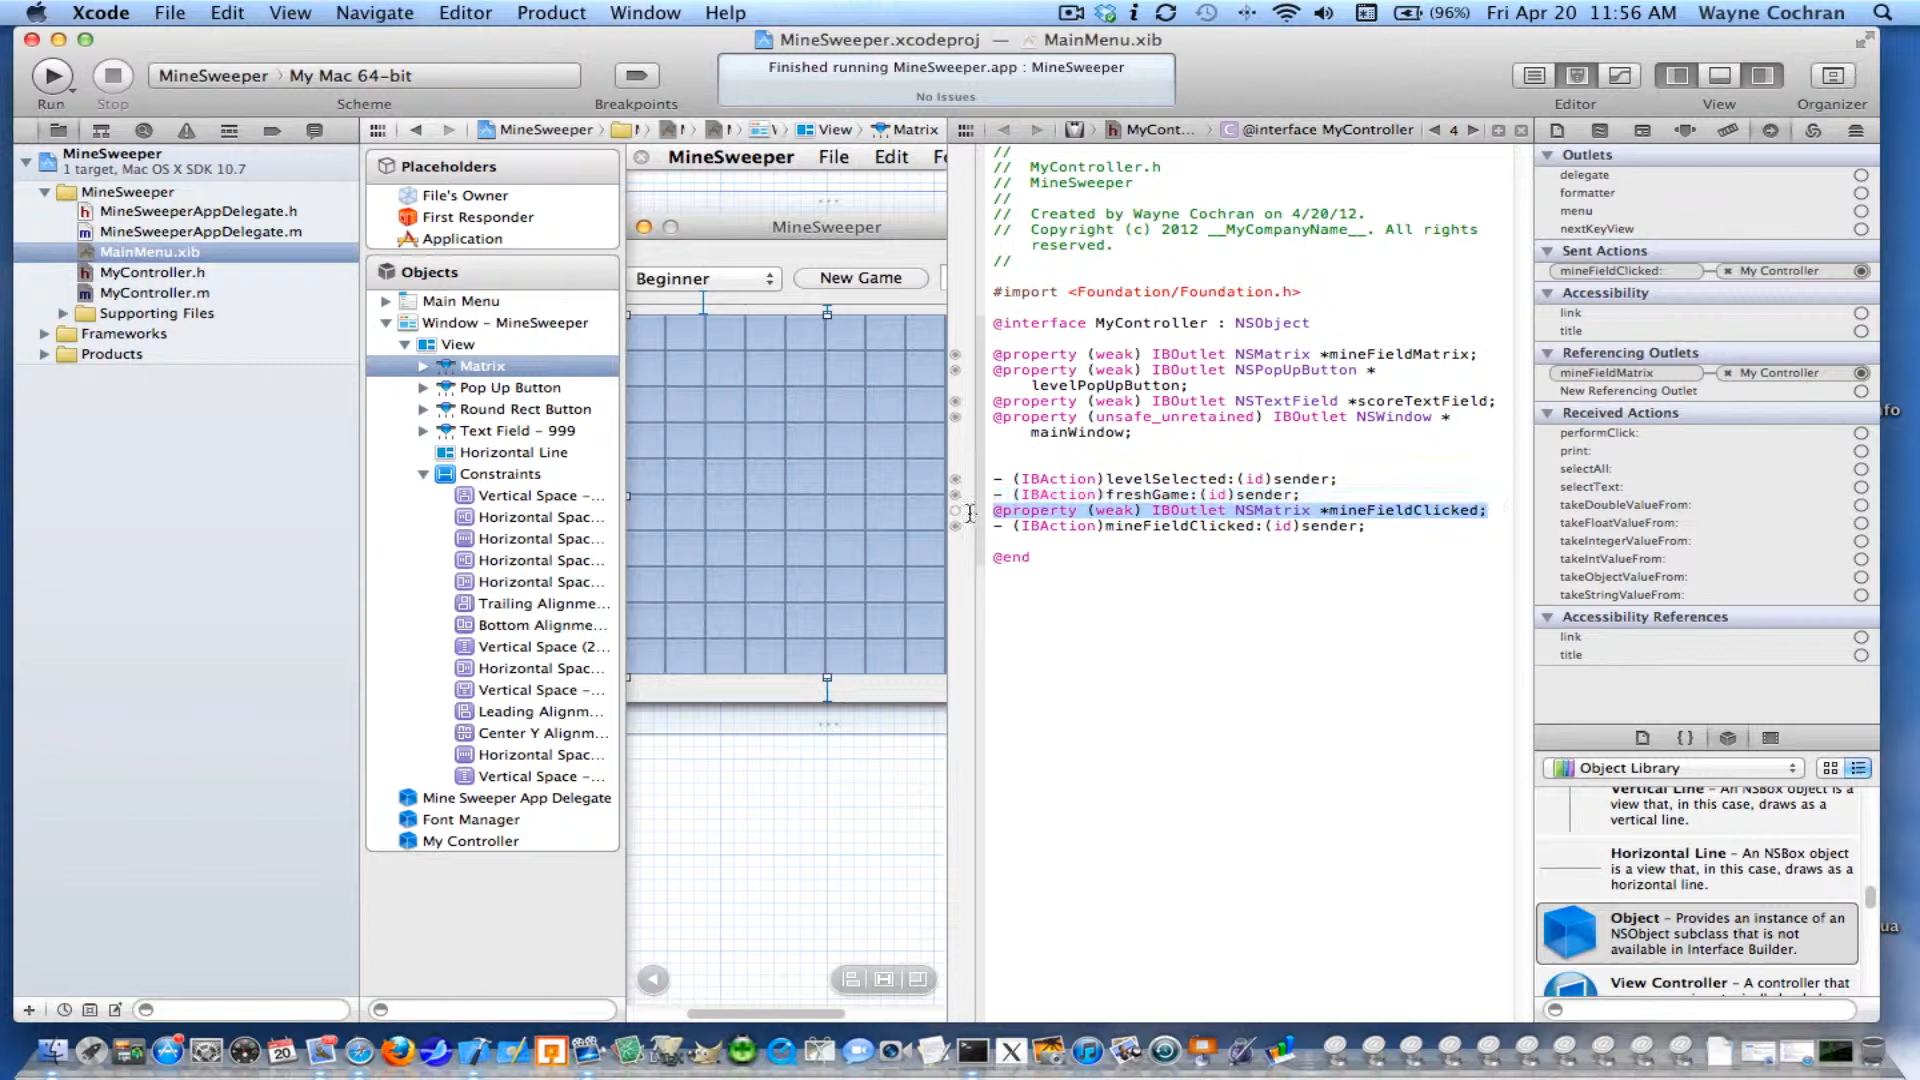 Xcode File Edit View Navigate Editor Product Window Help (96%) Fri Apr 20 11:56 AM Wayne Cochran
MineSweeper.xcodeproj — MainMenu.xib
MineSweeper My Mac 64-bit
Finished running MineSweeper.app : MineSweeper
No Issues
Run Stop Scheme Breakpoints Editor View Organizer
MineSweeper
1 target, Mac OS X SDK 10.7
MineSweeper
MineSweeperAppDelegate.h
MineSweeperAppDelegate.m
MainMenu.xib
MyController.h
MyController.m
Supporting Files
Frameworks
Products
MineSweeper View Matrix
Placeholders
File's Owner
First Responder
Application
Objects
Main Menu
Window – MineSweeper
View
Matrix
Pop Up Button
Round Rect Button
Text Field – 999
Horizontal Line
Constraints
Vertical Space –...
Horizontal Spac...
Horizontal Spac...
Horizontal Spac...
Horizontal Spac...
Trailing Alignme...
Bottom Alignme...
Vertical Space (2...
Horizontal Spac...
Vertical Space –...
Leading Alignm...
Center Y Alignm...
Horizontal Spac...
Vertical Space –...
Mine Sweeper App Delegate
Font Manager
My Controller
MineSweeper File Edit
MineSweeper
Beginner New Game
MyCont... @interface MyController 4
//
// MyController.h
// MineSweeper
//
// Created by Wayne Cochran on 4/20/12.
// Copyright (c) 2012 __MyCompanyName__. All rights
reserved.
//
#import <Foundation/Foundation.h>
@interface MyController : NSObject
@property (weak) IBOutlet NSMatrix *mineFieldMatrix;
@property (weak) IBOutlet NSPopUpButton *
levelPopUpButton;
@property (weak) IBOutlet NSTextField *scoreTextField;
@property (unsafe_unretained) IBOutlet NSWindow *
mainWindow;
- (IBAction)levelSelected:(id)sender;
- (IBAction)freshGame:(id)sender;
@property (weak) IBOutlet NSMatrix *mineFieldClicked;
- (IBAction)mineFieldClicked:(id)sender;
@end
Outlets
delegate
formatter
menu
nextKeyView
Sent Actions
mineFieldClicked: My Controller
Accessibility
link
title
Referencing Outlets
mineFieldMatrix My Controller
New Referencing Outlet
Received Actions
performClick:
print:
selectAll:
selectText:
takeDoubleValueFrom:
takeFloatValueFrom:
takeIntegerValueFrom:
takeIntValueFrom:
takeObjectValueFrom:
takeStringValueFrom:
Accessibility References
link
title
Object Library
Vertical Line – An NSBox object is a
view that, in this case, draws as a
vertical line.
Horizontal Line – An NSBox object
is a view that, in this case, draws as a
horizontal line.
Object – Provides an instance of an
NSObject subclass that is not
available in Interface Builder.
View Controller – A controller that
20